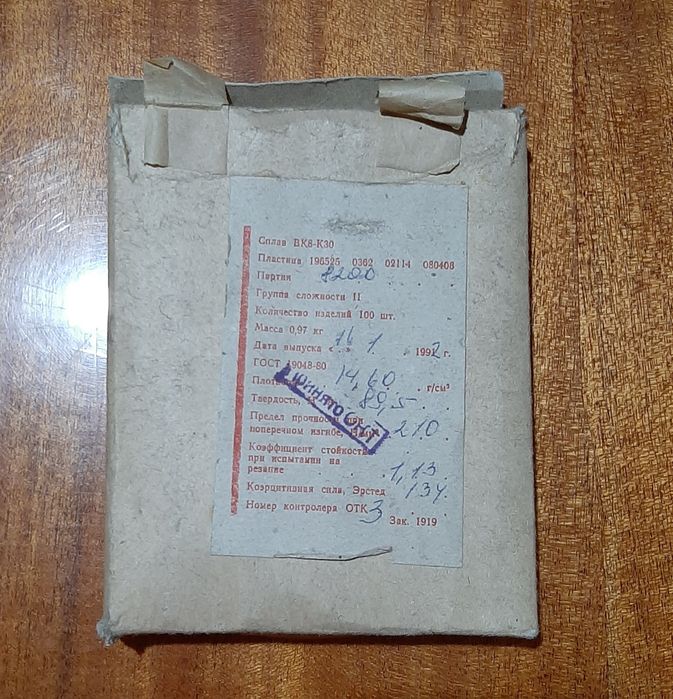 Сплав ВК8-К30
Пластина 196525 0362 02114 080408
Партия 8200
Группа сложности II
Количество изделий 100 шт.
Масса 0,97 кг
Дата выпуска « 16 » 1 . 1992 г.
ГОСТ 19048-80
14,60 г/см³
Твердость, 89,5
Предел прочности при
поперечном изгибе, 210
Коэффициент стойкости
при испытании на
резание 1,13
Коэрцитивная сила, Эрстед 134
Номер контролера ОТК 3
Зак. 1919